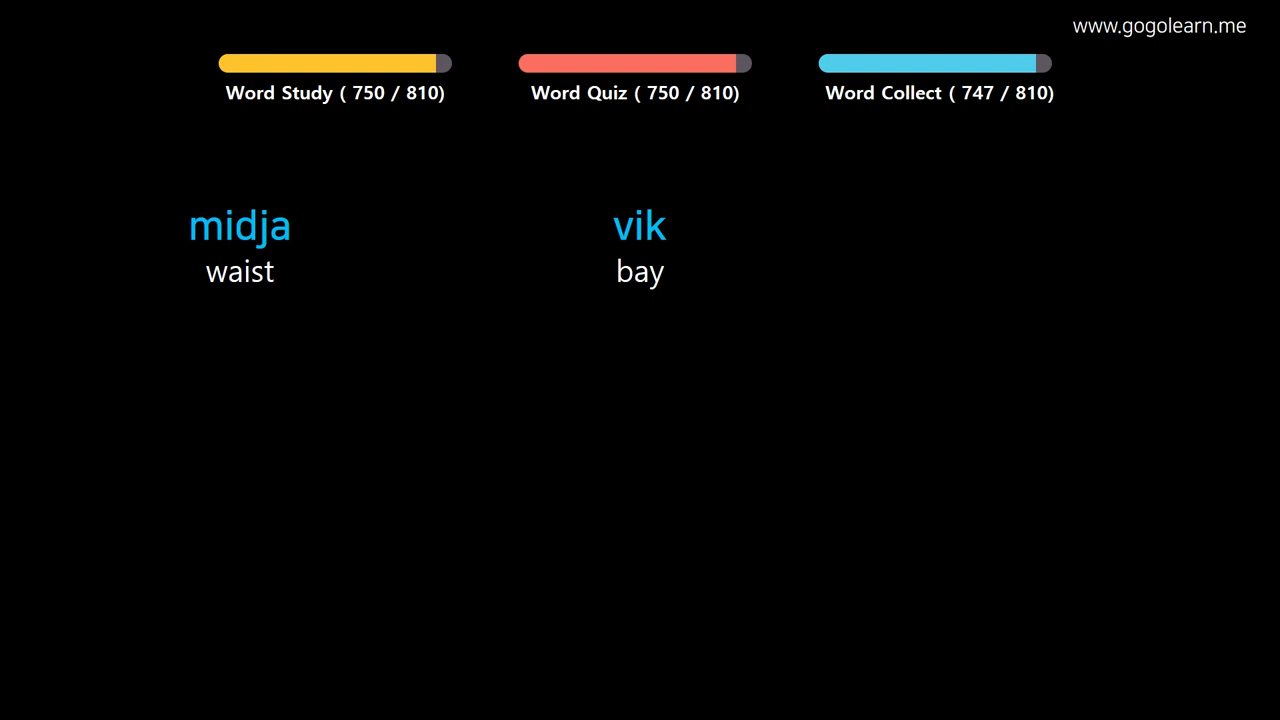 www.gogolearn.me
Word Study ( 750 / 810)
Word Quiz ( 750 / 810)
Word Collect ( 747 / 810)
midja
waist
vik
bay